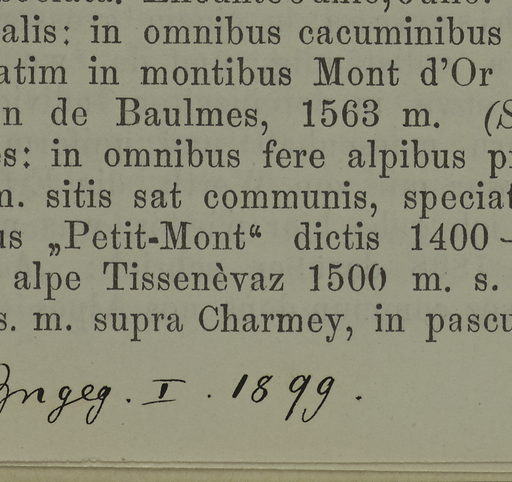 alis: in omnibus cacuminibus
atim in montibus Mont d'Or
n de Baulmes, 1563 m. (S
es: in omnibus fere alpibus p
m. sitis sat communis, speciat
us „Petit-Mont“ dictis 1400 –
alpe Tissenèvaz 1500 m. s.
s. m. supra Charmey, in pascu
Ingeg. I. 1899.